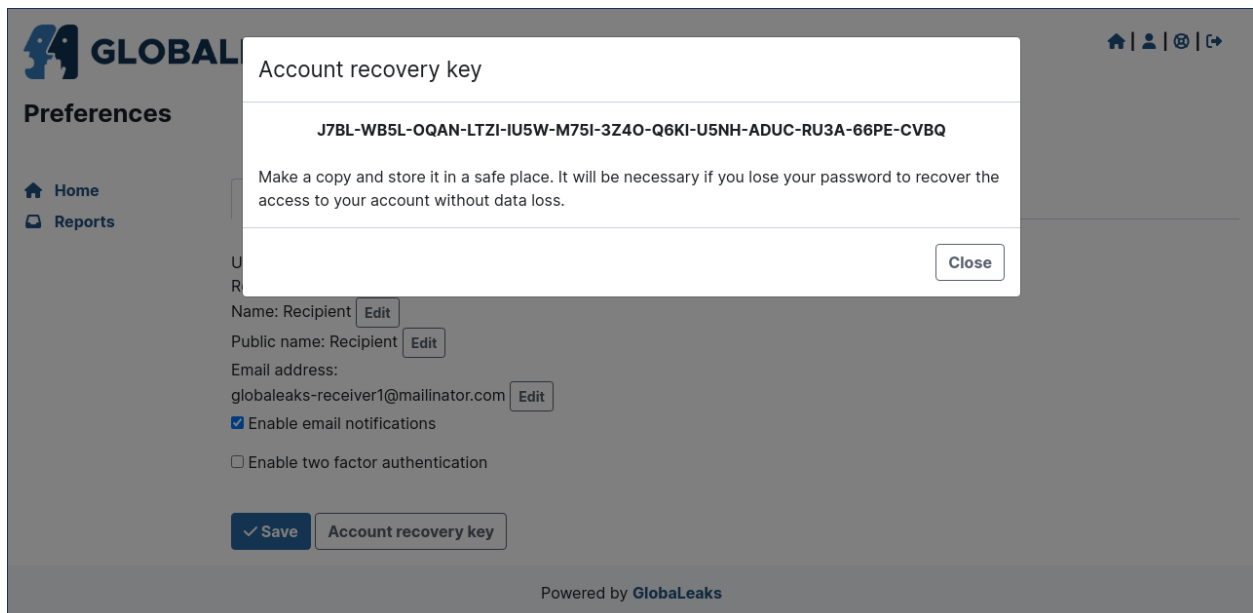 GLOBAL
Account recovery key
Preferences
J7BL-WB5L-OQAN-LTZI-IU5W-M75I-3Z4O-Q6KI-U5NH-ADUC-RU3A-66PE-CVBQ
Make a copy and store it in a safe place. It will be necessary if you lose your password to recover the
access to your account without data loss.
Home
Reports
Close
U
R
Name: Recipient Edit
Public name: Recipient Edit
Email address:
globaleaks-receiver1@mailinator.com Edit
Enable email notifications
Enable two factor authentication
Save Account recovery key
Powered by GlobaLeaks